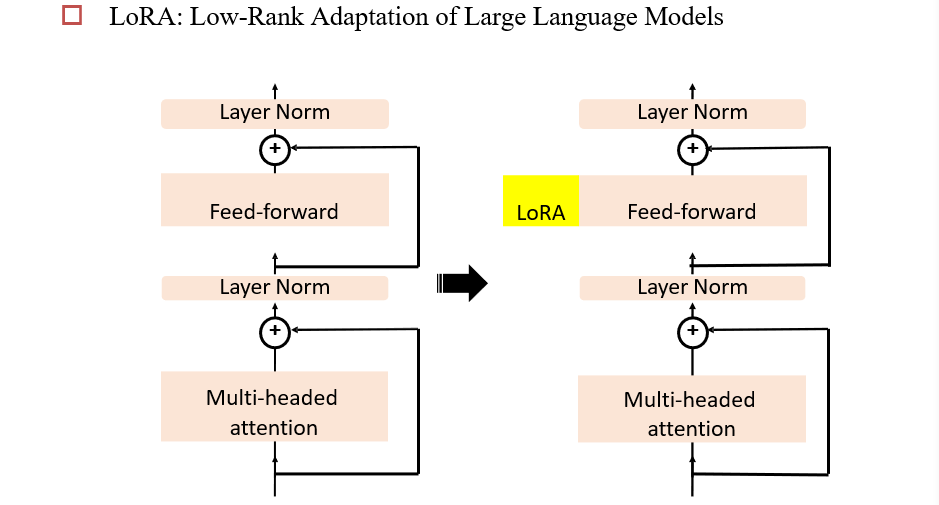 LoRA: Low-Rank Adaptation of Large Language Models
Layer Norm
+
Feed-forward
Layer Norm
+
Multi-headed
attention
Layer Norm
+
LoRA
Feed-forward
Layer Norm
+
Multi-headed
attention